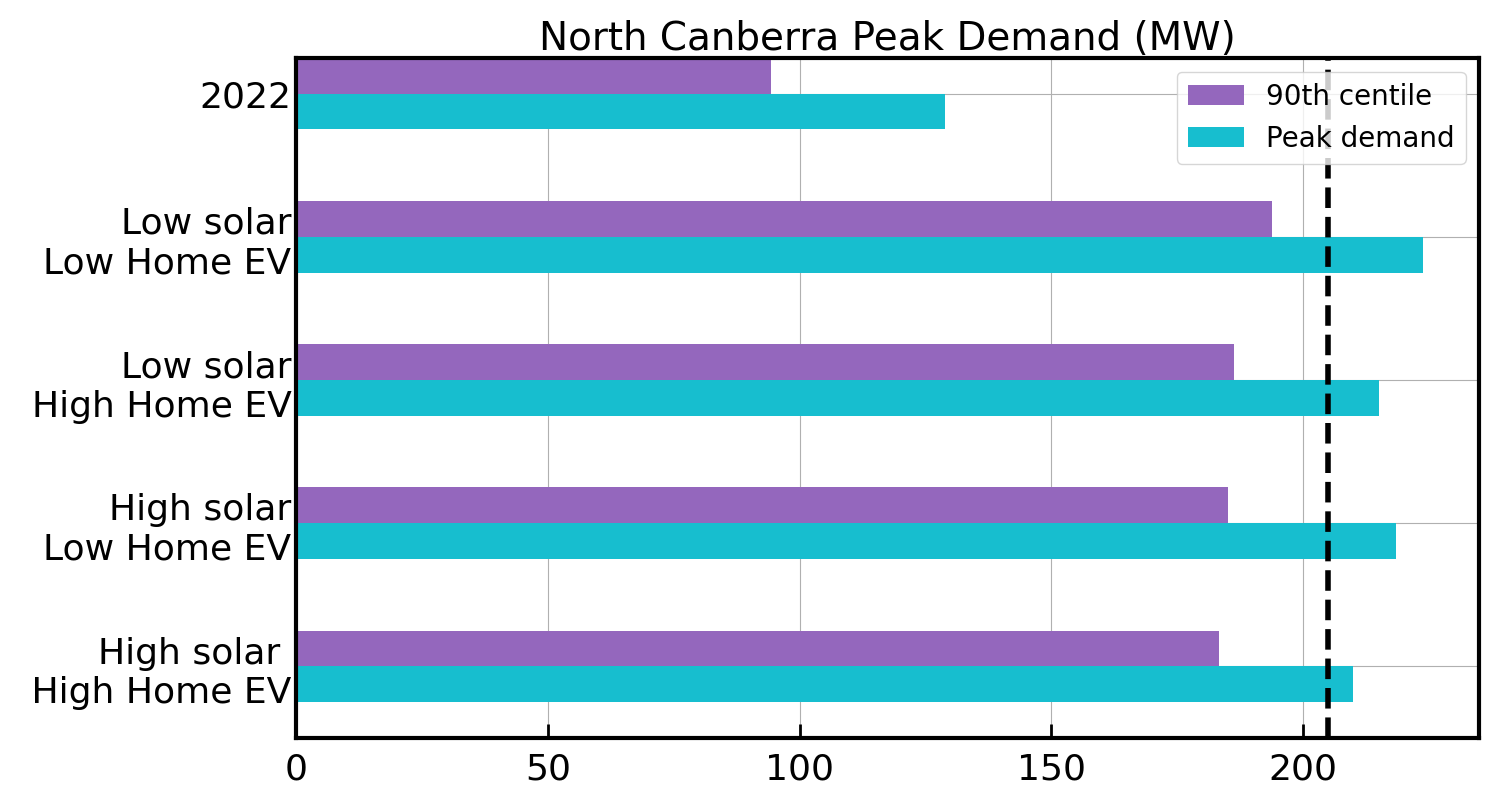 North Canberra Peak Demand (MW)
90th centile
Peak demand
2022
Low solar
Low Home EV
Low solar
High Home EV
High solar
Low Home EV
High solar
High Home EV
0 50 100 150 200